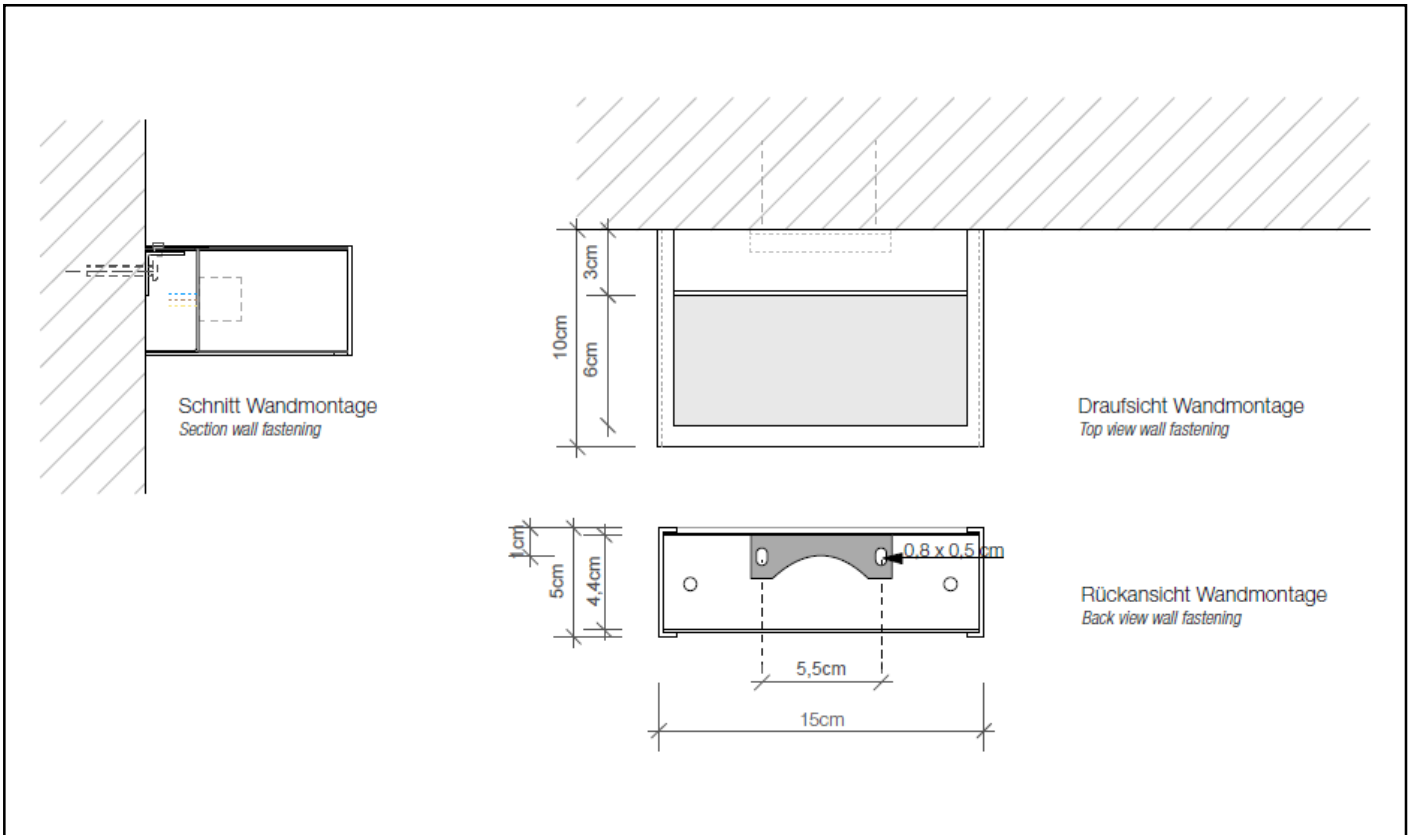 3cm
10cm
6cm
Schnitt Wandmontage
Section wall fastening
Draufsicht Wandmontage
Top view wall fastening
1cm
5cm
4,4cm
0,8 x 0,5 cm
Rückansicht Wandmontage
Back view wall fastening
5,5cm
15cm